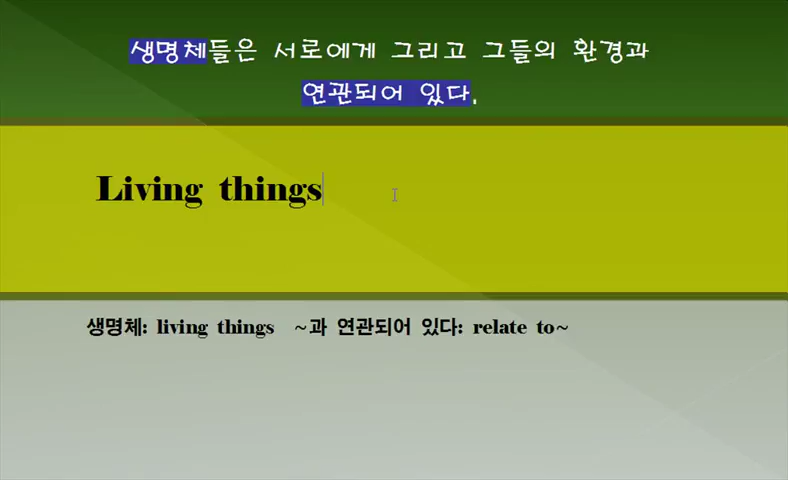 생명체들은 서로에게 그리고 그들의 환경과
연관되어 있다.
Living things
생명체: living things ~과 연관되어 있다: relate to~